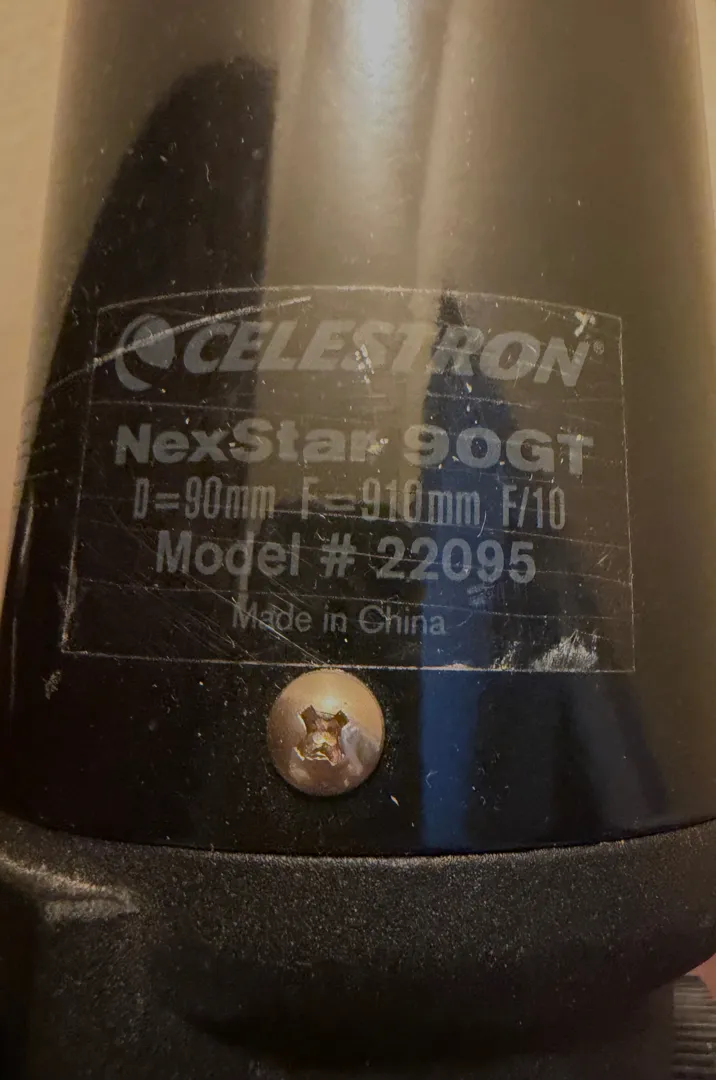 CELESTRON®
NexStar 90GT
D=90mm F=910mm F/10
Model # 22095
Made in China